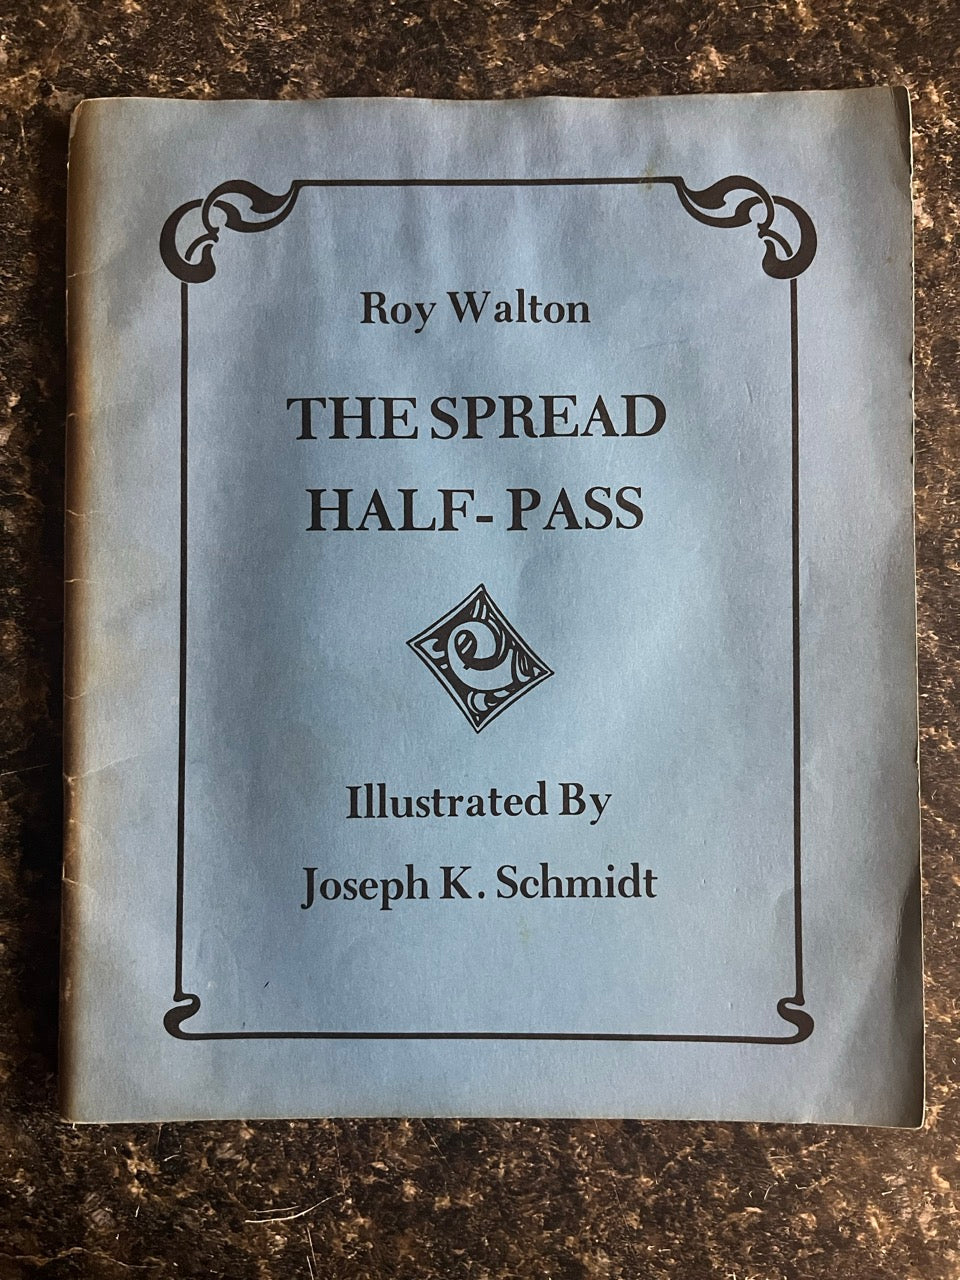 Roy Walton
THE SPREAD
HALF-PASS
Illustrated By
Joseph K. Schmidt